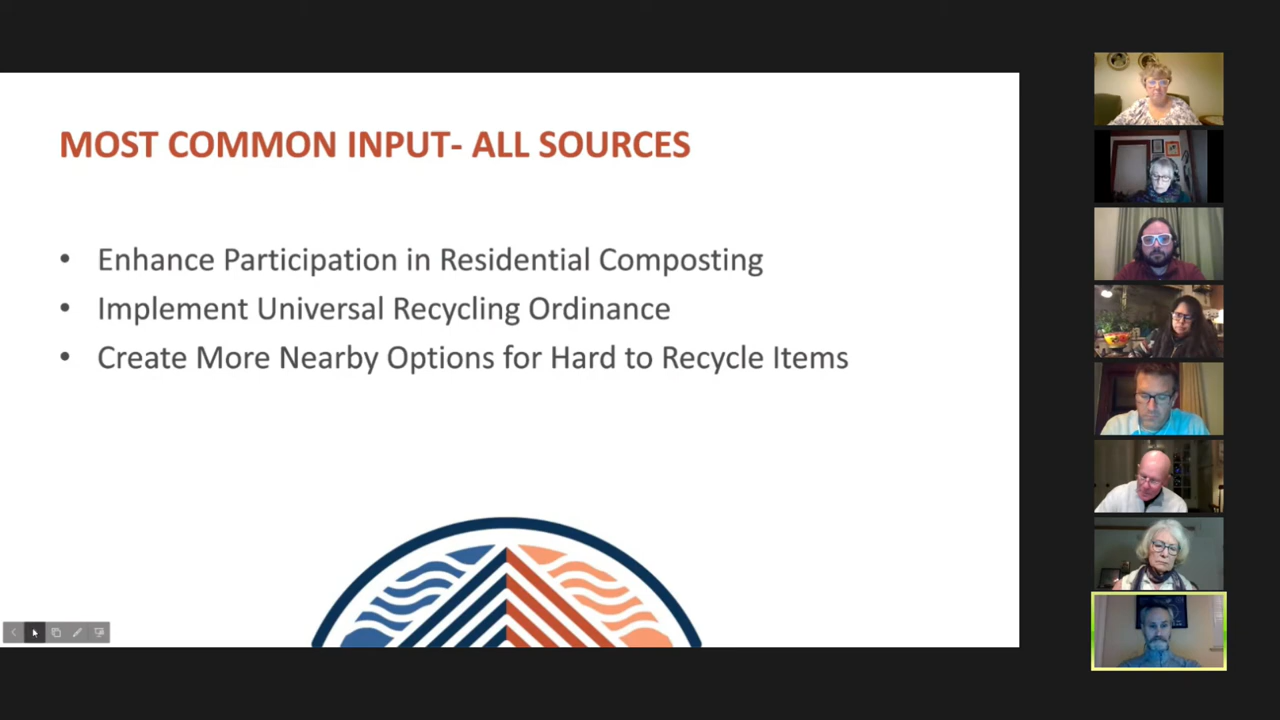 MOST COMMON INPUT- ALL SOURCES
• Enhance Participation in Residential Composting
• Implement Universal Recycling Ordinance
• Create More Nearby Options for Hard to Recycle Items